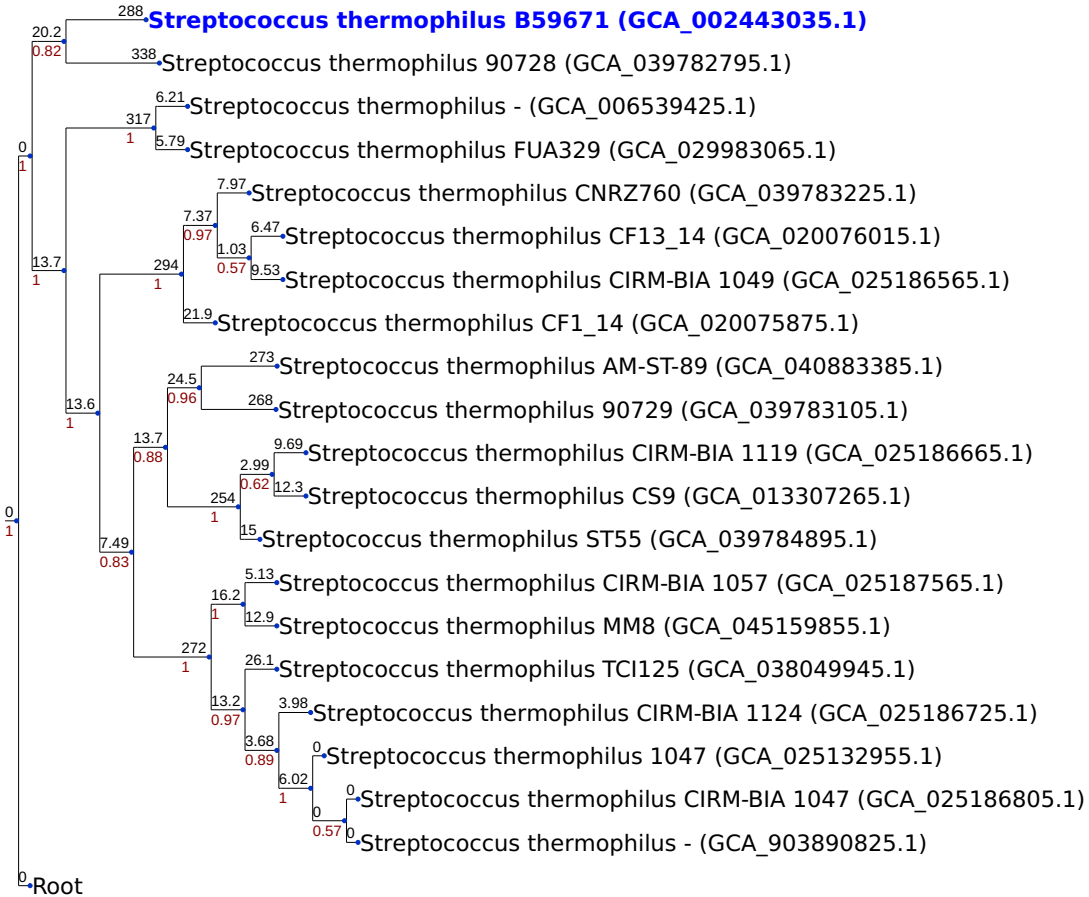 288 Streptococcus thermophilus B59671 (GCA_002443035.1)
20.2
0.82
338 Streptococcus thermophilus 90728 (GCA_039782795.1)
6.21 Streptococcus thermophilus - (GCA_006539425.1)
317
1
5.79 Streptococcus thermophilus FUA329 (GCA_029983065.1)
0
1
7.97 Streptococcus thermophilus CNRZ760 (GCA_039783225.1)
7.37
0.97
6.47 Streptococcus thermophilus CF13_14 (GCA_020076015.1)
1.03
0.57
13.7
1
294
1
9.53 Streptococcus thermophilus CIRM-BIA 1049 (GCA_025186565.1)
21.9 Streptococcus thermophilus CF1_14 (GCA_020075875.1)
273 Streptococcus thermophilus AM-ST-89 (GCA_040883385.1)
24.5
0.96
268 Streptococcus thermophilus 90729 (GCA_039783105.1)
13.6
1
13.7
0.88
9.69 Streptococcus thermophilus CIRM-BIA 1119 (GCA_025186665.1)
2.99
0.62
12.3 Streptococcus thermophilus CS9 (GCA_013307265.1)
254
1
0
1
15 Streptococcus thermophilus ST55 (GCA_039784895.1)
7.49
0.83
5.13 Streptococcus thermophilus CIRM-BIA 1057 (GCA_025187565.1)
16.2
1
12.9 Streptococcus thermophilus MM8 (GCA_045159855.1)
272
1
26.1 Streptococcus thermophilus TCI125 (GCA_038049945.1)
13.2
0.97
3.98 Streptococcus thermophilus CIRM-BIA 1124 (GCA_025186725.1)
3.68
0.89
0 Streptococcus thermophilus 1047 (GCA_025132955.1)
6.02
1
0 Streptococcus thermophilus CIRM-BIA 1047 (GCA_025186805.1)
0
0.57
0 Streptococcus thermophilus - (GCA_903890825.1)
0 Root